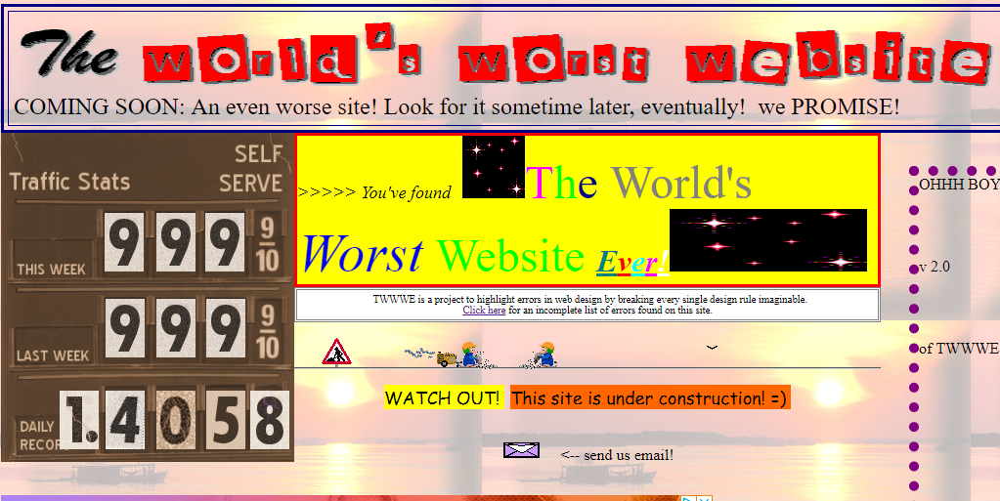 The world's worst website
COMING SOON: An even worse site! Look for it sometime later, eventually!  we PROMISE!
SELF
SERVE
Traffic Stats
999 9/10
THIS WEEK
999 9/10
LAST WEEK
1.4058
DAILY
RECOR
>>>>> You've found The World's
Worst Website Ever!
TWWWE is a project to highlight errors in web design by breaking every single design rule imaginable.
Click here for an incomplete list of errors found on this site.
WATCH OUT! This site is under construction! =)
<-- send us email!
OHHH BOY
v 2.0
of TWWWE